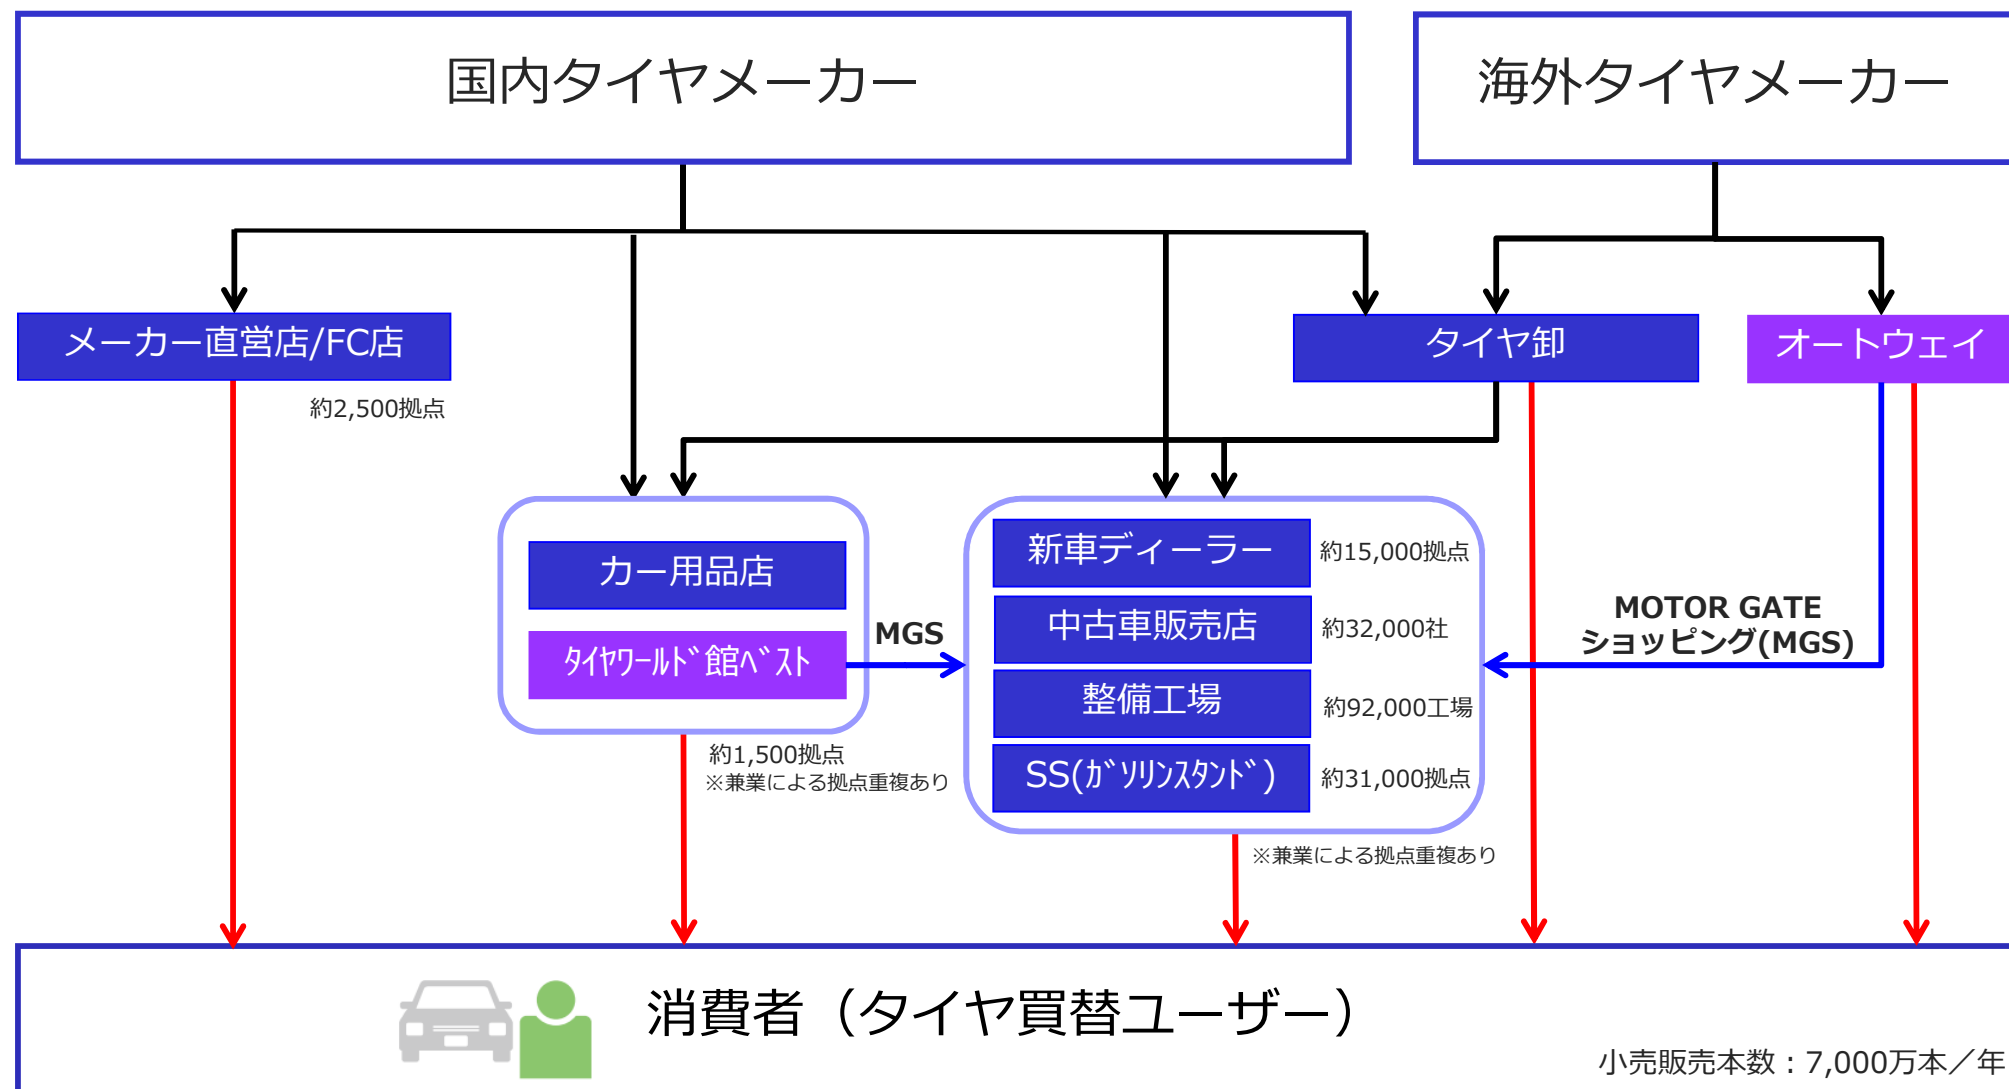 国内タイヤメーカー
海外タイヤメーカー
メーカー直営店/FC店
タイヤ卸
オートウェイ
約2,500拠点
カー用品店
ﾀｲﾔﾜｰﾙﾄﾞ館ﾍﾞｽﾄ
MGS
新車ディーラー
約15,000拠点
中古車販売店
約32,000社
整備工場
約92,000工場
SS(ｶﾞｿﾘﾝｽﾀﾝﾄﾞ)
約31,000拠点
MOTOR GATE
ショッピング(MGS)
約1,500拠点
※兼業による拠点重複あり
※兼業による拠点重複あり
消費者（タイヤ買替ユーザー）
小売販売本数：7,000万本／年